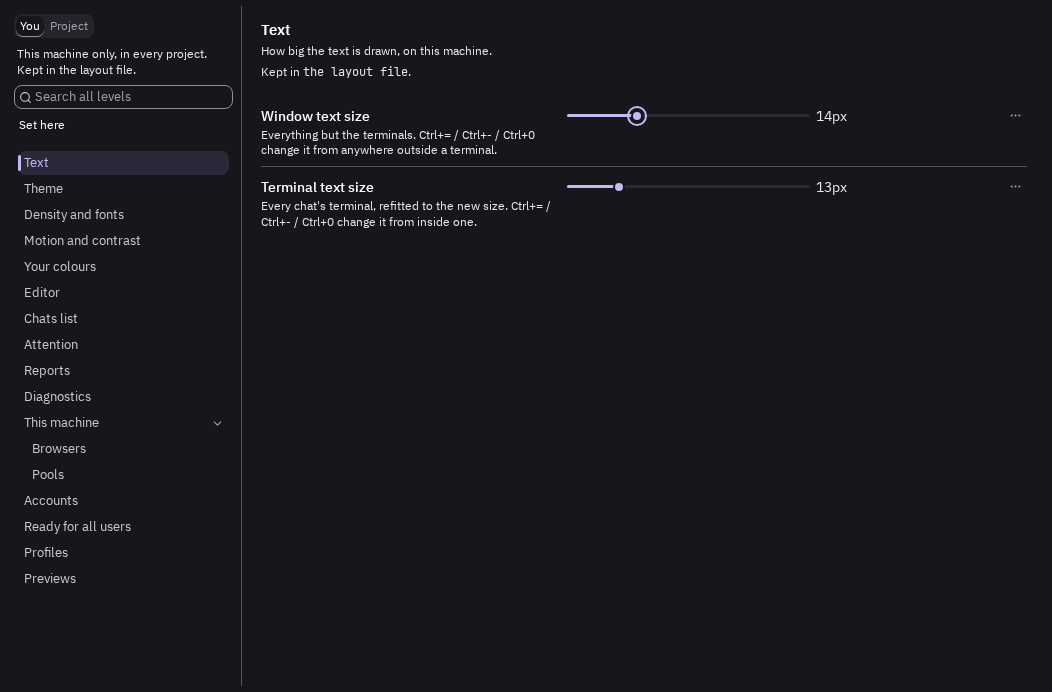 You Project
This machine only, in every project.
Kept in the layout file.
Search all levels
Set here
Text
Theme
Density and fonts
Motion and contrast
Your colours
Editor
Chats list
Attention
Reports
Diagnostics
This machine
Browsers
Pools
Accounts
Ready for all users
Profiles
Previews
Text
How big the text is drawn, on this machine.
Kept in the layout file.
Window text size
14px
Everything but the terminals. Ctrl+= / Ctrl+- / Ctrl+0
change it from anywhere outside a terminal.
Terminal text size
13px
Every chat's terminal, refitted to the new size. Ctrl+= /
Ctrl+- / Ctrl+0 change it from inside one.